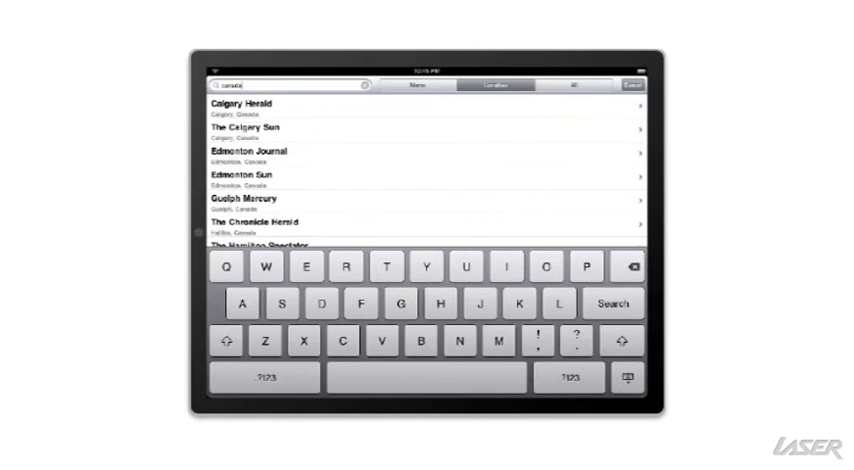 canada
Name
Location
All
Cancel
Calgary Herald
Calgary, Canada
The Calgary Sun
Calgary, Canada
Edmonton Journal
Edmonton, Canada
Edmonton Sun
Edmonton, Canada
Guelph Mercury
Guelph, Canada
The Chronicle Herald
Halifax, Canada
The Hamilton Spectator
Q W E R T Y U I O P
A S D F G H J K L Search
Z X C V B N M ! , ? .
.?123 .?123
LASER